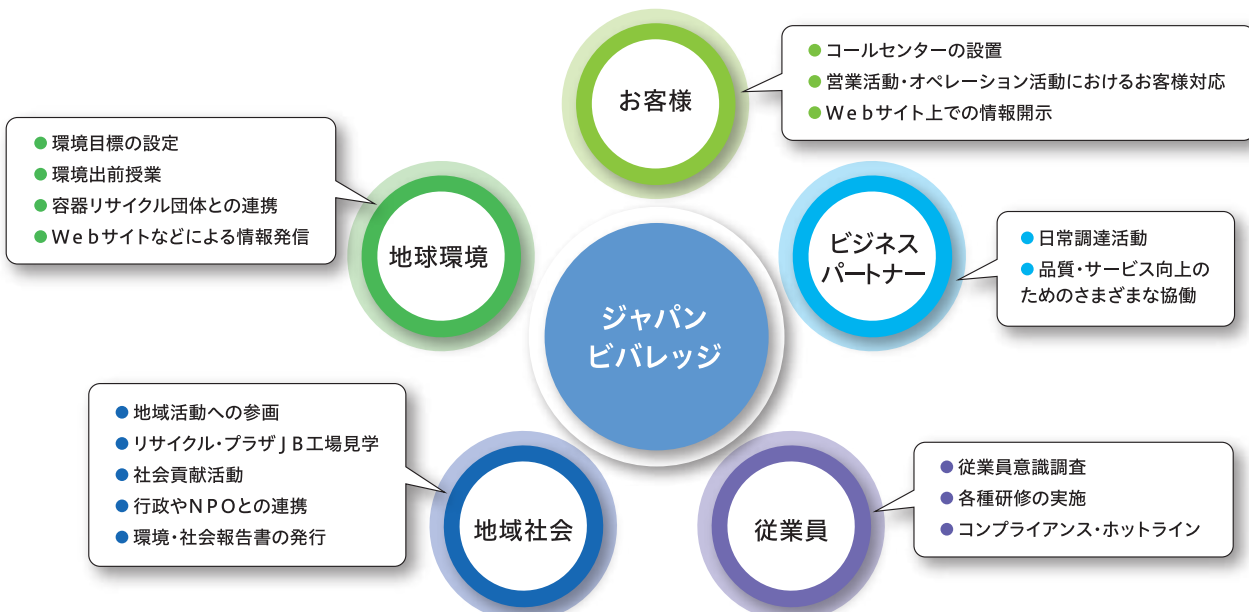 お客様
● コールセンターの設置
● 営業活動・オペレーション活動におけるお客様対応
● Webサイト上での情報開示
● 環境目標の設定
● 環境出前授業
● 容器リサイクル団体との連携
● Webサイトなどによる情報発信
地球環境
ビジネス
パートナー
● 日常調達活動
● 品質・サービス向上の
ためのさまざまな協働
ジャパン
ビバレッジ
● 地域活動への参画
● リサイクル・プラザJB工場見学
● 社会貢献活動
● 行政やNPOとの連携
● 環境・社会報告書の発行
地域社会
従業員
● 従業員意識調査
● 各種研修の実施
● コンプライアンス・ホットライン